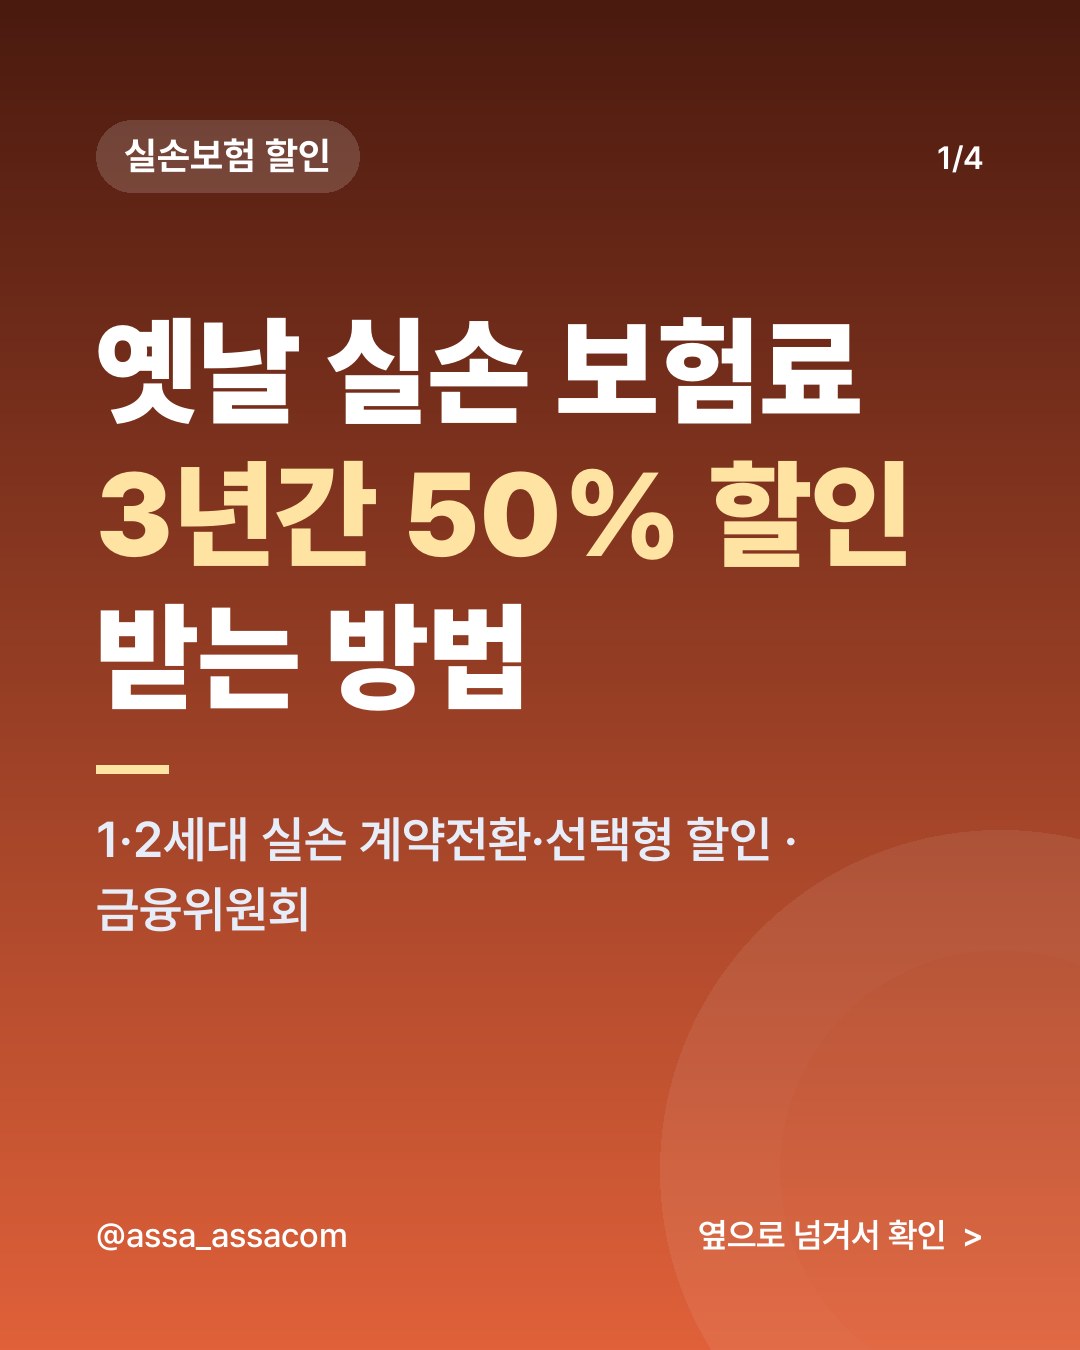 실손보험 할인
1/4
옛날 실손 보험료
3년간 50% 할인
받는 방법
1·2세대 실손 계약전환·선택형 할인 ·
금융위원회
@assa_assacom
옆으로 넘겨서 확인 >